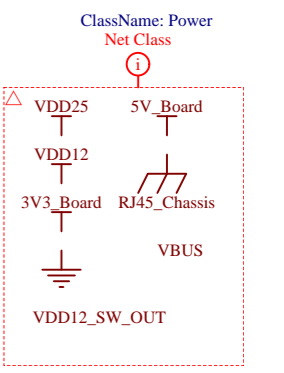 ClassName: Power
Net Class
i
VDD25 5V_Board
VDD12
3V3_Board RJ45_Chassis
VBUS
VDD12_SW_OUT